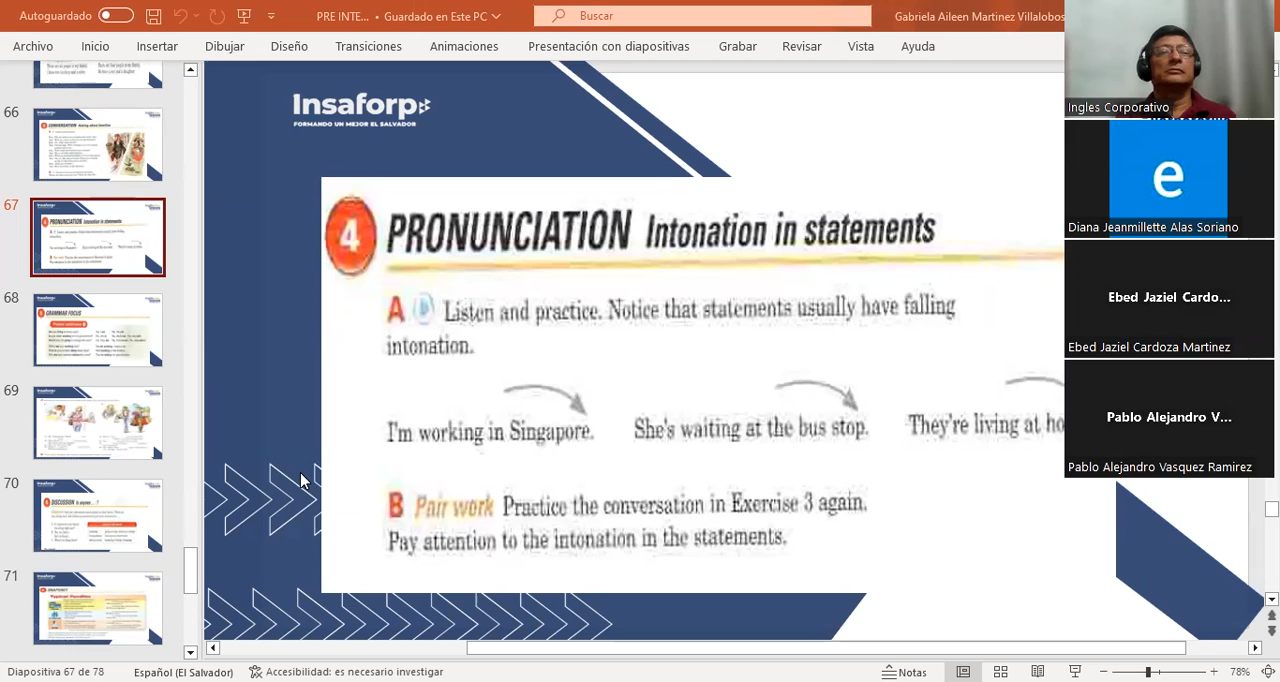 Autoguardado
PRE INTE... • Guardado en Este PC
Buscar
Gabriela Aileen Martinez Villalobos
Archivo Inicio Insertar Dibujar Diseño Transiciones Animaciones Presentación con diapositivas Grabar Revisar Vista Ayuda
66
67
68
69
70
71
Insaforp
FORMANDO UN MEJOR EL SALVADOR
4 PRONUNCIATION Intonation in statements
A Listen and practice. Notice that statements usually have falling
intonation.
I'm working in Singapore. She's waiting at the bus stop. They're living at ho
B Pair work Practice the conversation in Exercise 3 again.
Pay attention to the intonation in the statements.
Ingles Corporativo
e
Diana Jeanmillette Alas Soriano
Ebed Jaziel Cardo...
Ebed Jaziel Cardoza Martinez
Pablo Alejandro V...
Pablo Alejandro Vasquez Ramirez
Diapositiva 67 de 78 Español (El Salvador) Accesibilidad: es necesario investigar Notas 78%